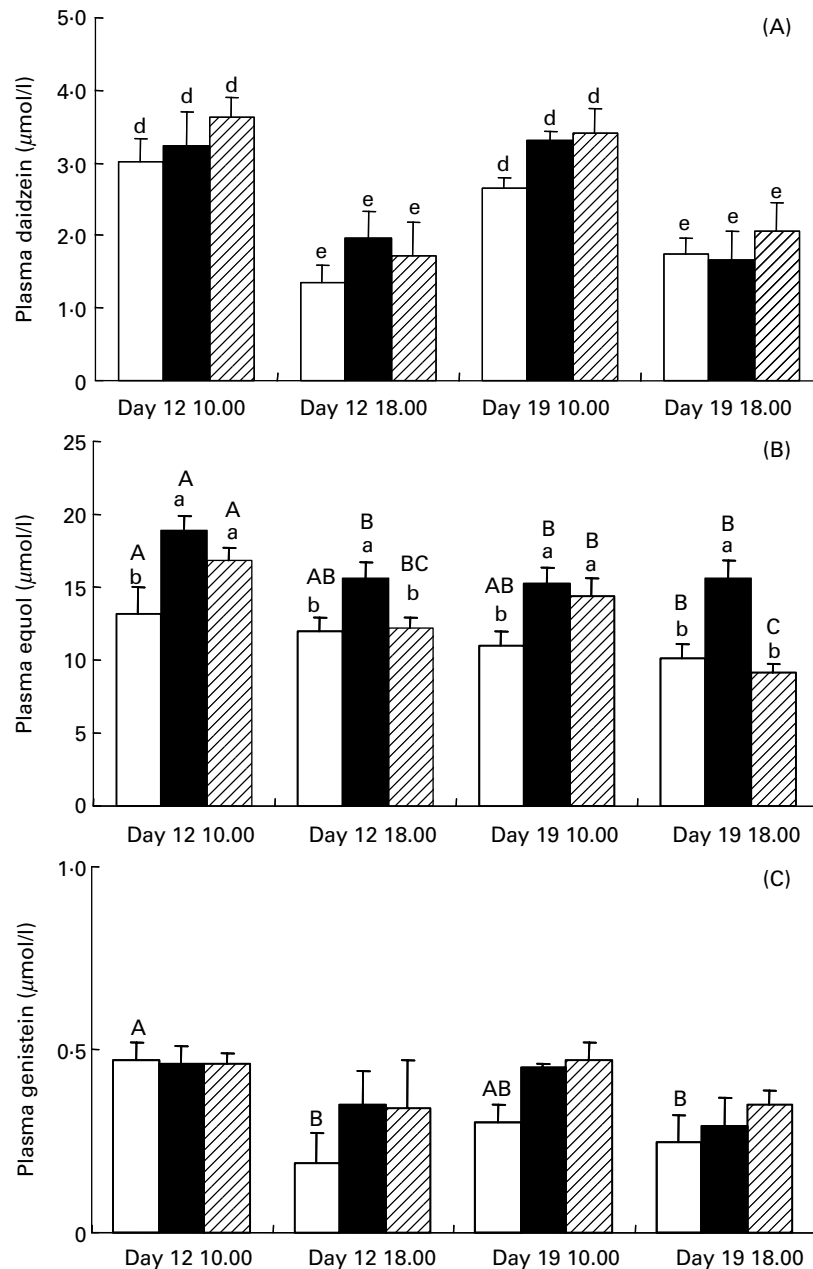 (A)
Plasma daidzein (μmol/l)
5·0
4·0
3·0
2·0
1·0
0
d d d
e e e
d d d
e e e
Day 12 10.00 Day 12 18.00 Day 19 10.00 Day 19 18.00
(B)
Plasma equol (μmol/l)
25
20
15
10
5
0
A A A
b a a
AB B BC
b a b
AB B B
b a a
B B C
b a b
Day 12 10.00 Day 12 18.00 Day 19 10.00 Day 19 18.00
(C)
Plasma genistein (μmol/l)
1·0
0·5
0
A
B
AB
B
Day 12 10.00 Day 12 18.00 Day 19 10.00 Day 19 18.00